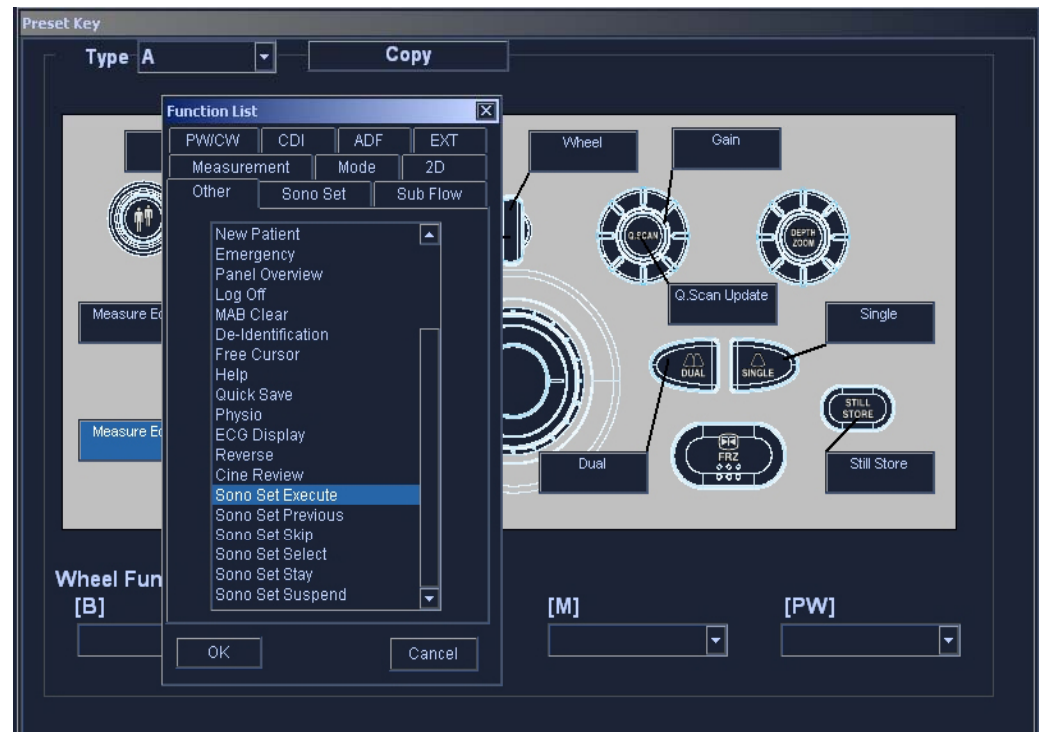 Preset Key
Type A
Copy
Function List
PW/CW CDI ADF EXT
Measurement Mode 2D
Other Sono Set Sub Flow
New Patient
Emergency
Panel Overview
Log Off
MAB Clear
De-Identification
Free Cursor
Help
Quick Save
Physio
ECG Display
Reverse
Cine Review
Sono Set Execute
Sono Set Previous
Sono Set Skip
Sono Set Select
Sono Set Stay
Sono Set Suspend
OK Cancel
Wheel
Gain
Q.SCAN
DEPTH
ZOOM
Measure Ed
Q.Scan Update
Single
DUAL
SINGLE
STILL
STORE
Measure Ed
Dual
FRZ
Still Store
Wheel Fun
[B] [M] [PW]